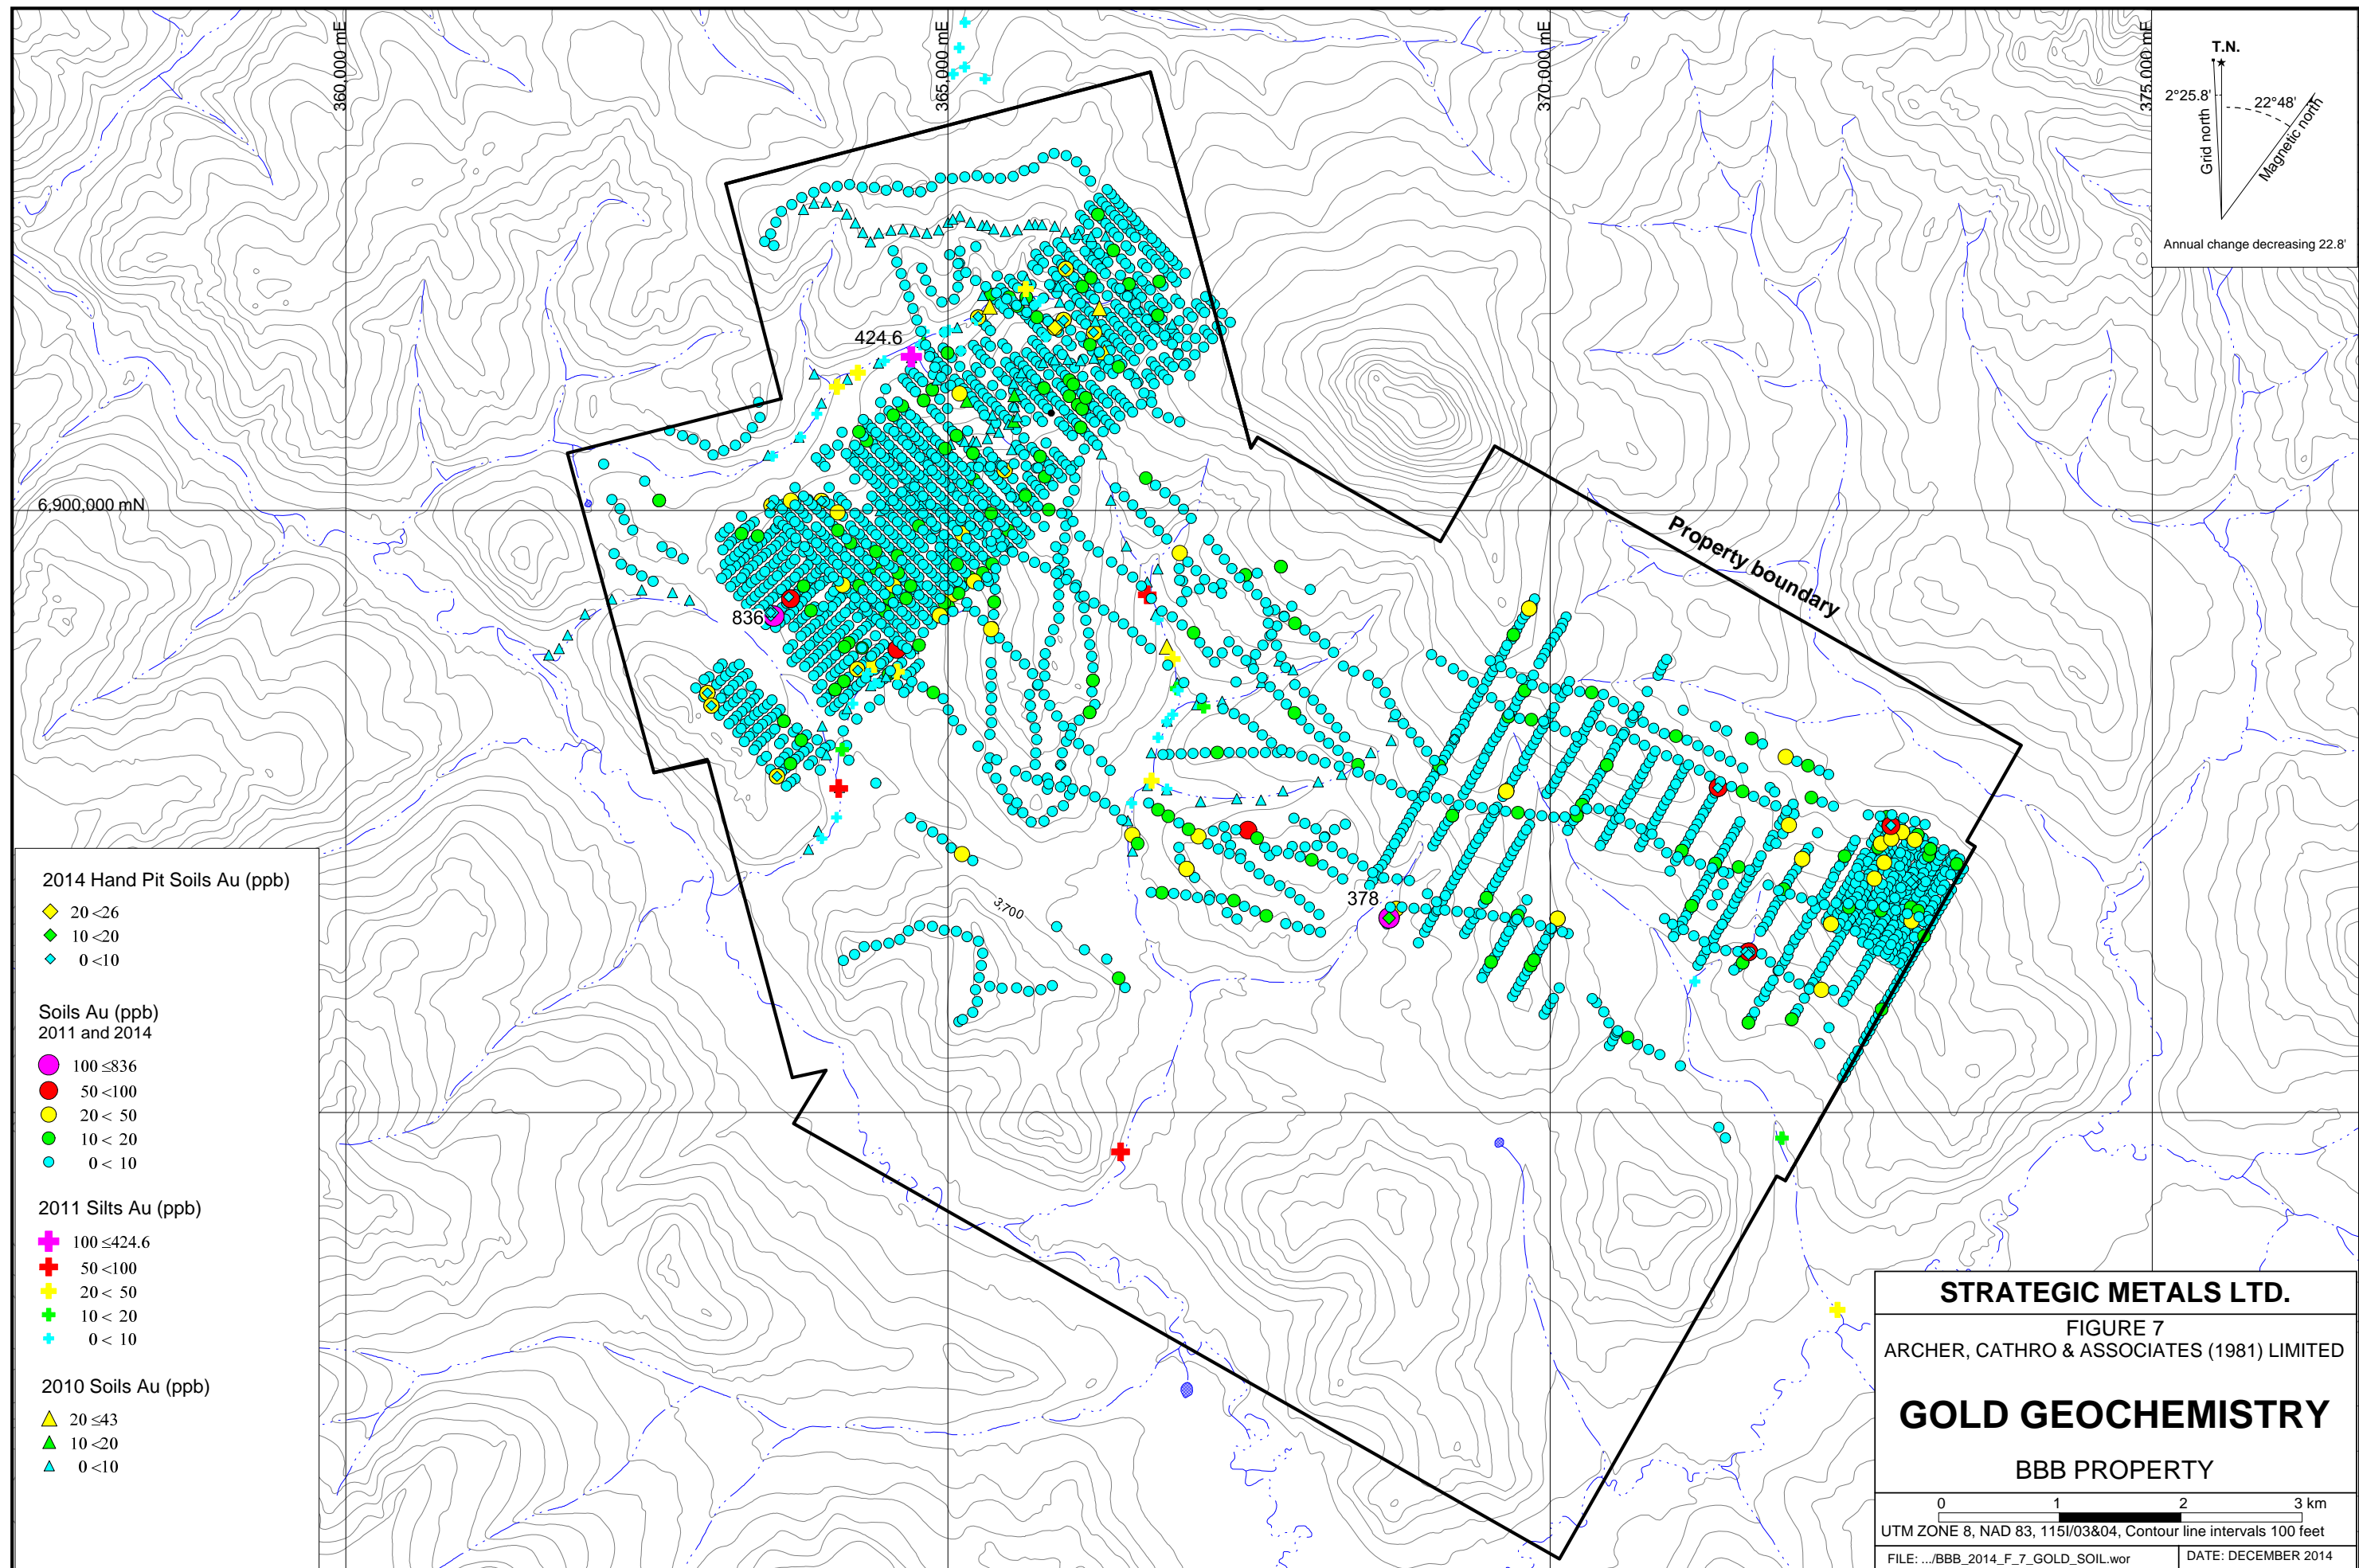 360,000 mE
365,000 mE
370,000 mE
375,000 mE
T.N.
2°25.8'
22°48'
Grid north
Magnetic north
Annual change decreasing 22.8'
424.6
6,900,000 mN
Property boundary
836
378
3,700
2014 Hand Pit Soils Au (ppb)
20 <26
10 <20
0 <10
Soils Au (ppb)
2011 and 2014
100 ≤836
50 <100
20 < 50
10 < 20
0 < 10
2011 Silts Au (ppb)
100 ≤424.6
50 <100
20 < 50
10 < 20
0 < 10
2010 Soils Au (ppb)
20 ≤43
10 <20
0 <10
STRATEGIC METALS LTD.
FIGURE 7
ARCHER, CATHRO & ASSOCIATES (1981) LIMITED
GOLD GEOCHEMISTRY
BBB PROPERTY
0 1 2 3 km
UTM ZONE 8, NAD 83, 115I/03&04, Contour line intervals 100 feet
FILE: .../BBB_2014_F_7_GOLD_SOIL.wor
DATE: DECEMBER 2014